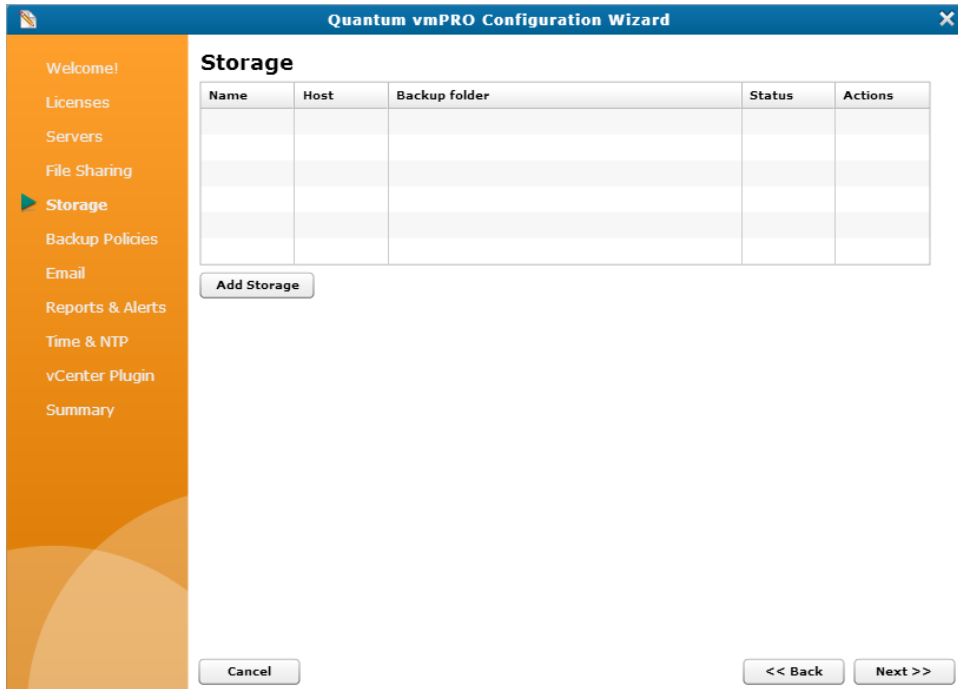 Quantum vmPRO Configuration Wizard
Welcome!
Licenses
Servers
File Sharing
Storage
Backup Policies
Email
Reports & Alerts
Time & NTP
vCenter Plugin
Summary
Storage
Name Host Backup folder Status Actions
Add Storage
Cancel << Back Next >>